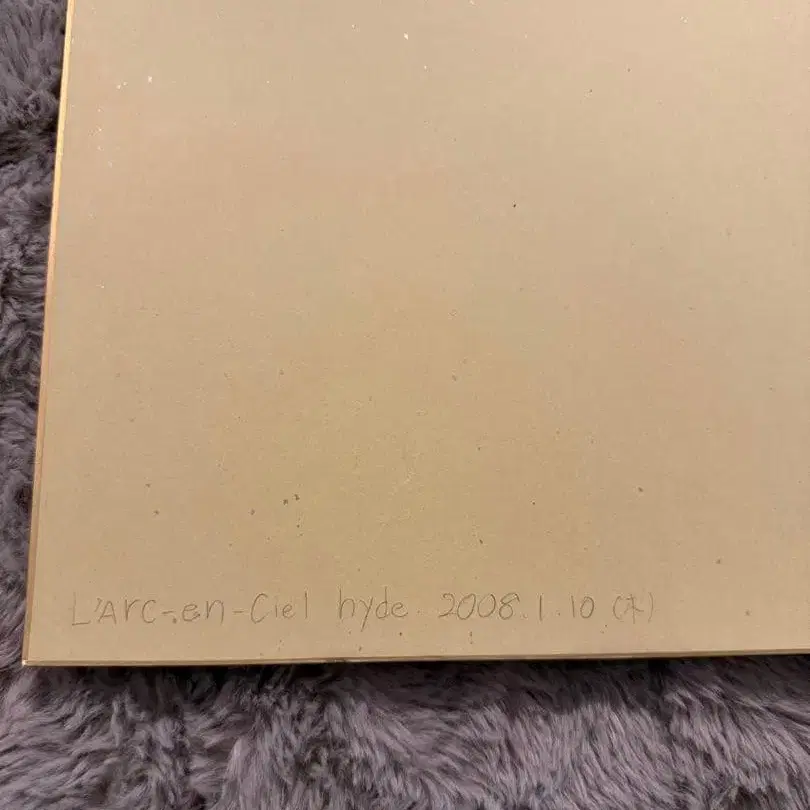 L'Arc-en-Ciel hyde. 2008.1.10 (木)